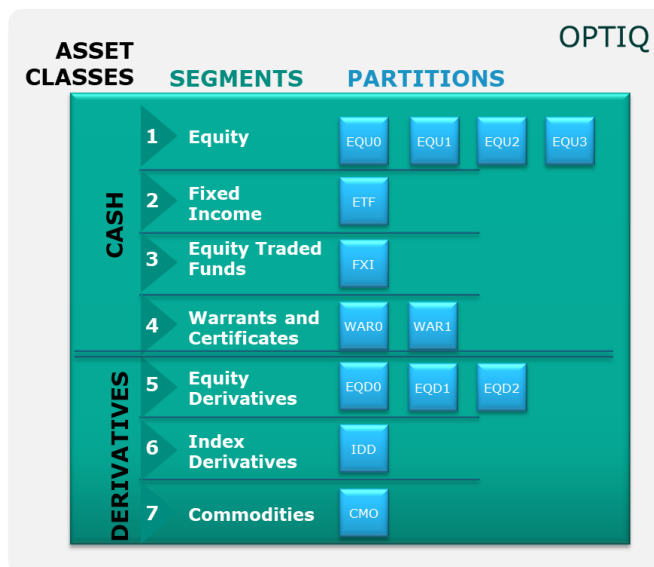 OPTIQ
ASSET
CLASSES
SEGMENTS
PARTITIONS
CASH
1 Equity EQU0 EQU1 EQU2 EQU3
2 Fixed
Income ETF
3 Equity Traded
Funds FXI
4 Warrants and
Certificates WAR0 WAR1
DERIVATIVES
5 Equity
Derivatives EQD0 EQD1 EQD2
6 Index
Derivatives IDD
7 Commodities CMO